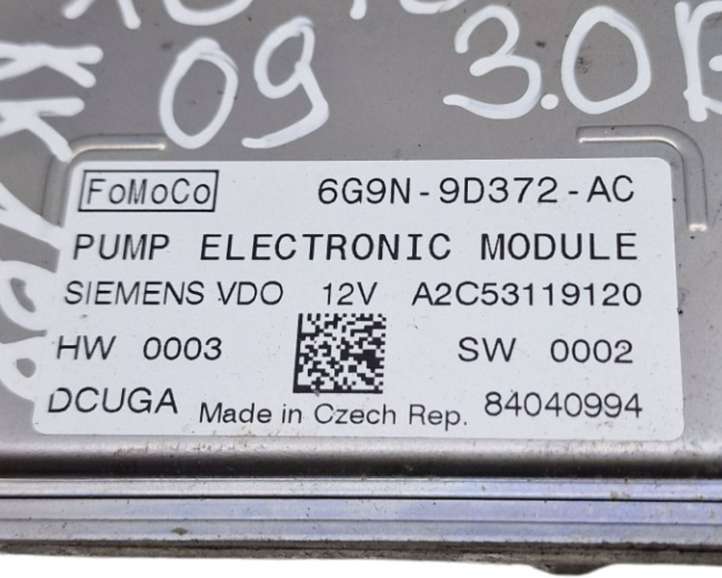 09 3.0
FoMoCo 6G9N-9D372-AC
PUMP ELECTRONIC MODULE
SIEMENS VDO 12V A2C53119120
HW 0003 SW 0002
DCUGA Made in Czech Rep. 84040994